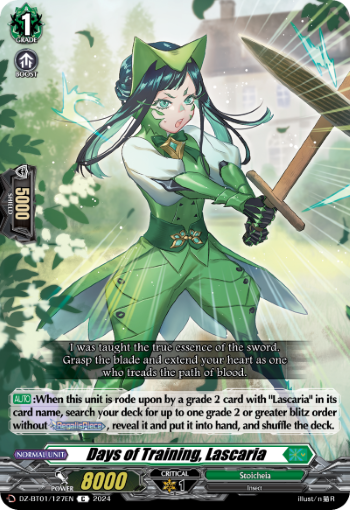 1
GRADE
BOOST
5000
SHIELD
I was taught the true essence of the sword.
Grasp the blade and extend your heart as one
who treads the path of blood.
AUTO:When this unit is rode upon by a grade 2 card with "Lascaria" in its
card name, search your deck for up to one grade 2 or greater blitz order
without RegalisPiece, reveal it and put it into hand, and shuffle the deck.
NORMAL UNIT
Days of Training, Lascaria
POWER 8000
CRITICAL
1
Stoicheia
Insect
DZ-BT01/127EN C 2024
illust/n猫R